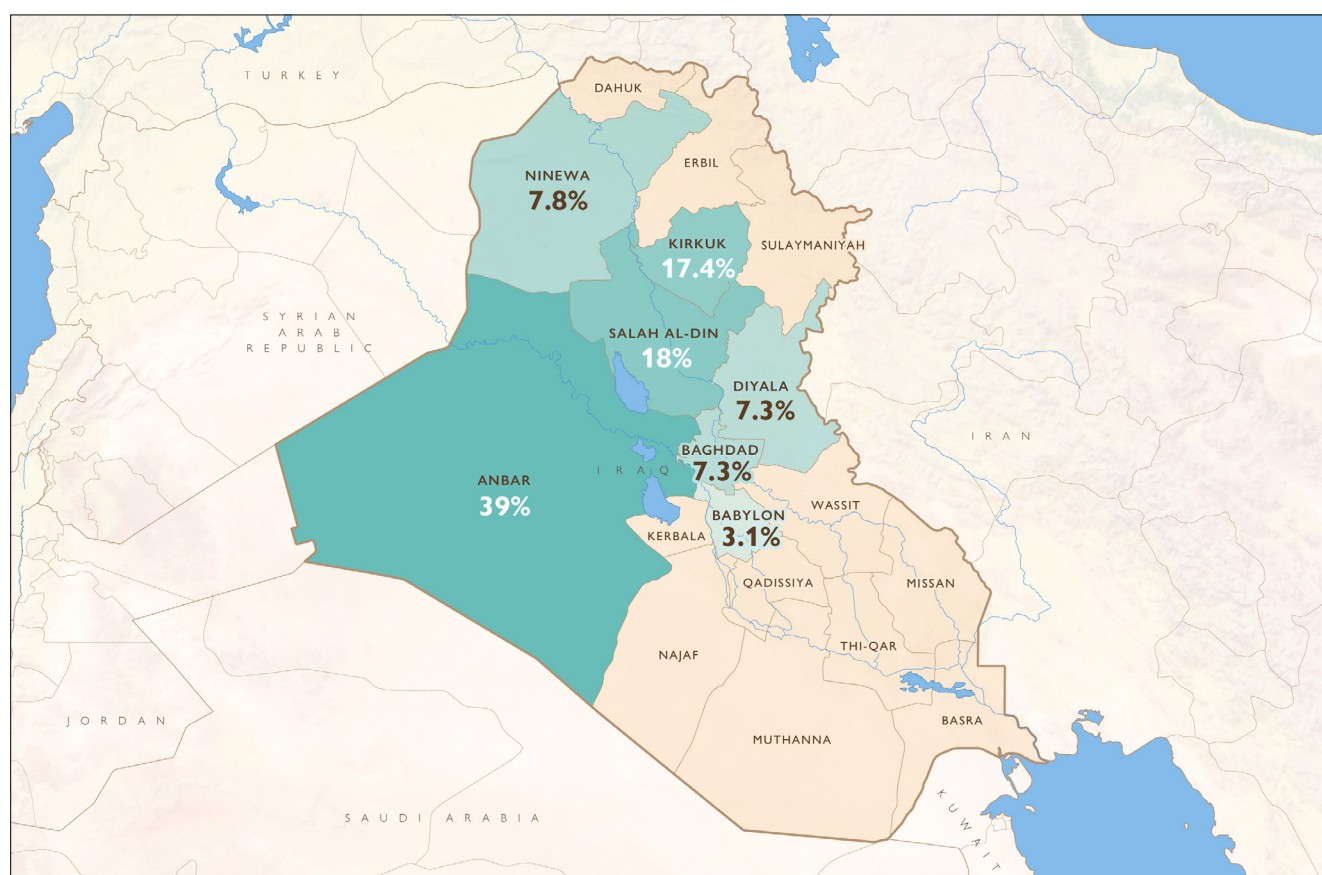 TURKEY
DAHUK
ERBIL
NINEWA
7.8%
KIRKUK
17.4%
SULAYMANIYAH
SYRIAN
ARAB
REPUBLIC
SALAH AL-DIN
18%
DIYALA
7.3%
IRAN
BAGHDAD
7.3%
IRAQ
ANBAR
39%
WASSIT
BABYLON
3.1%
KERBALA
QADISSIYA
MISSAN
THI-QAR
NAJAF
JORDAN
BASRA
MUTHANNA
SAUDI ARABIA
KUWAIT